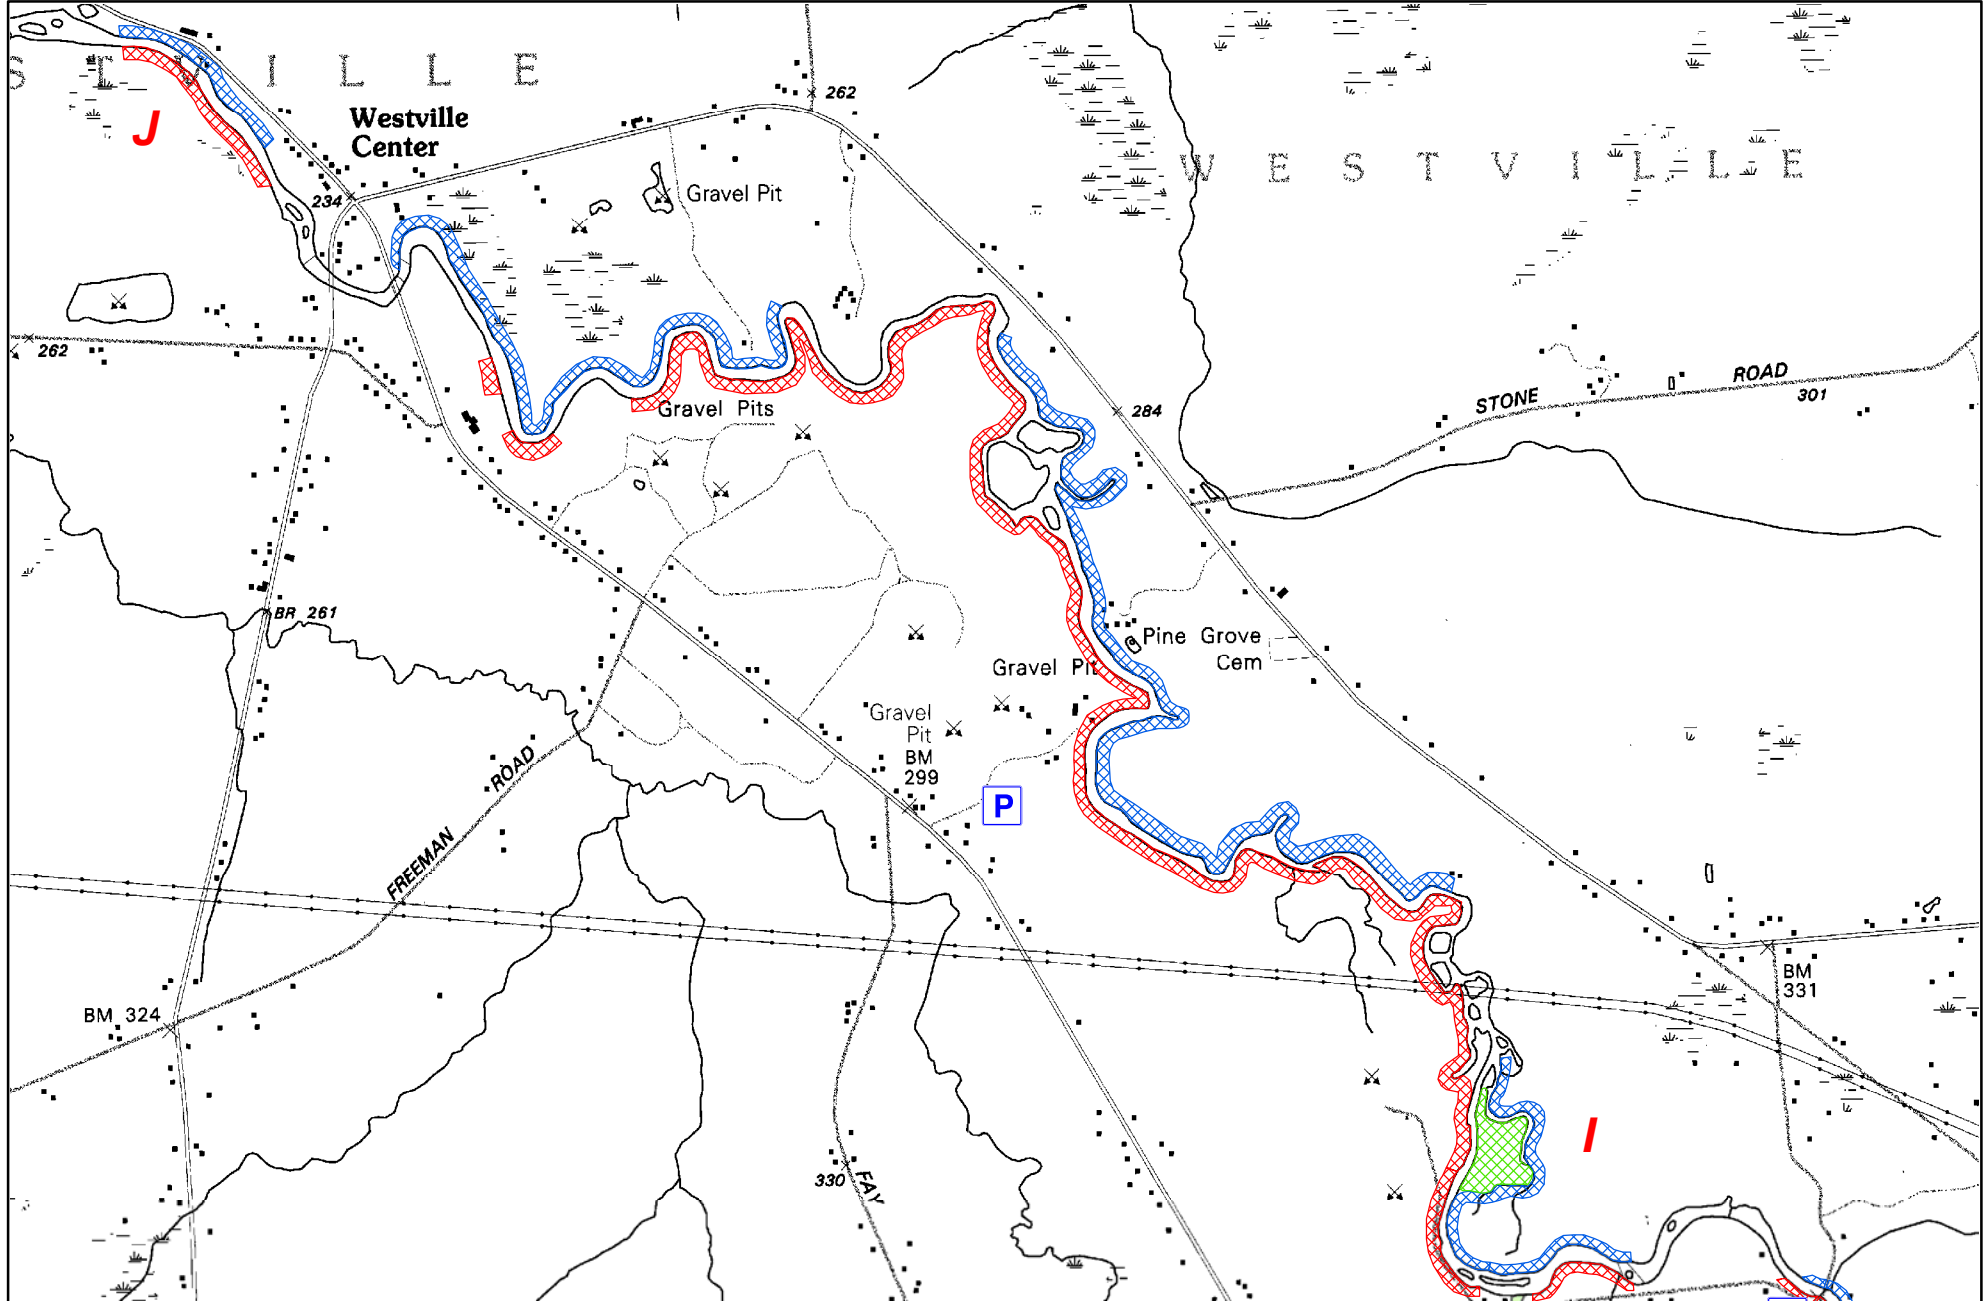 S T V I L L E
262
J
Westville
Center
W E S T V I L L E
Gravel Pit
234
262
STONE ROAD
301
284
Gravel Pits
BR 261
Pine Grove
Cem
Gravel Pit
Gravel
Pit
BM
299
P
FREEMAN ROAD
BM
331
BM 324
I
330
FAY